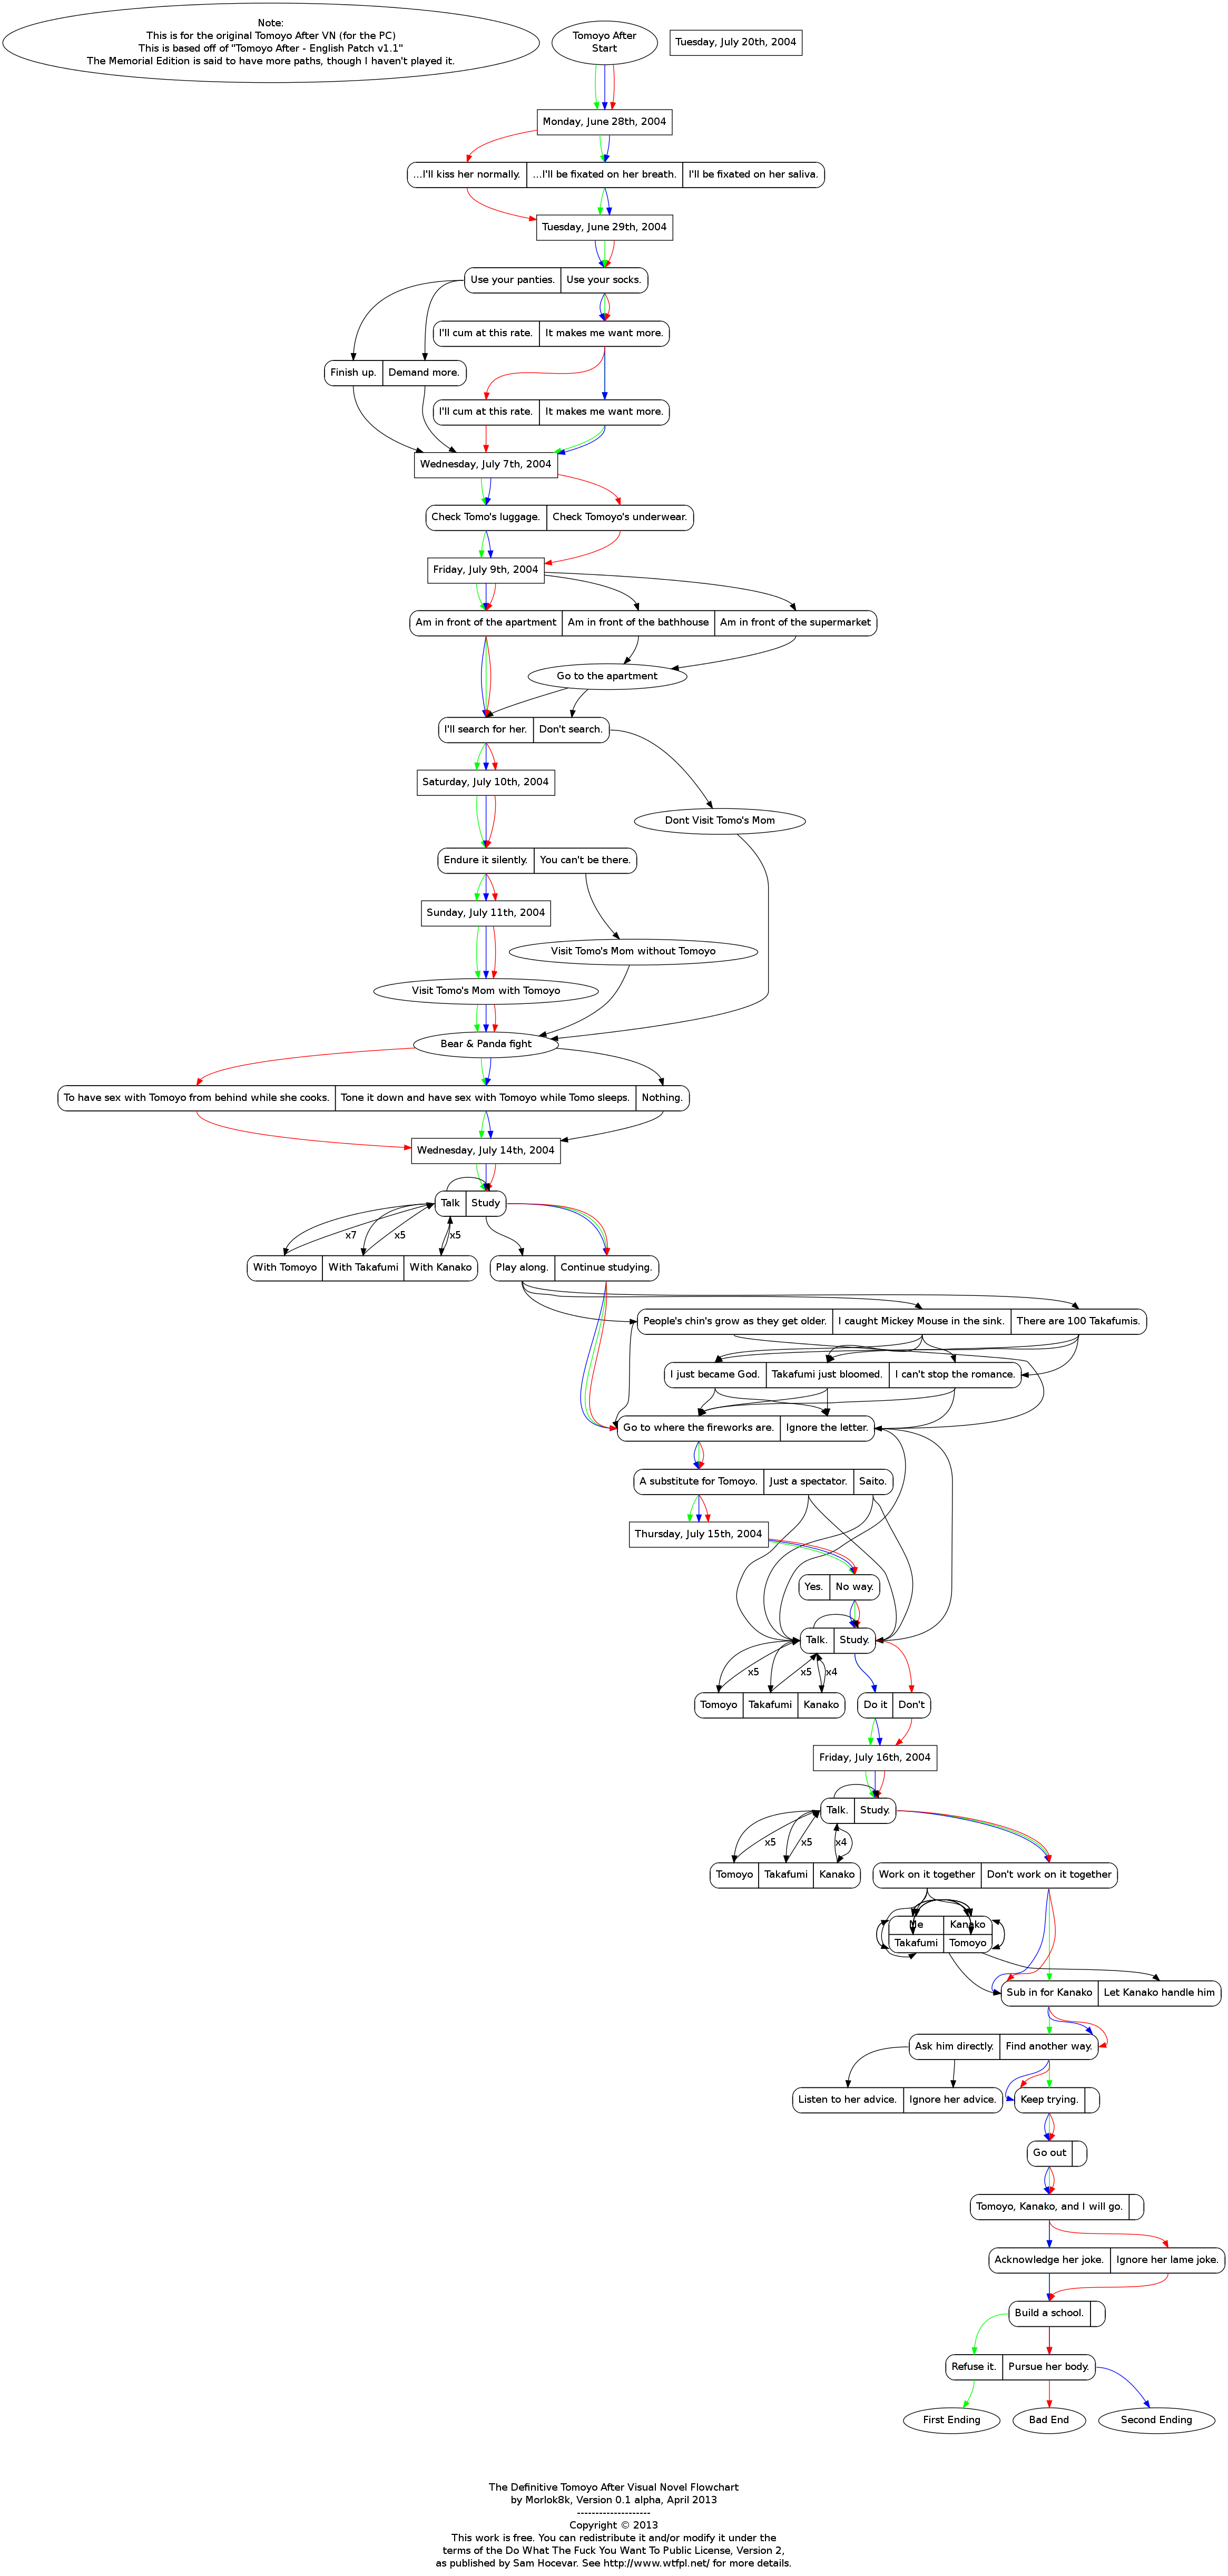 Note:
This is for the original Tomoyo After VN (for the PC)
This is based off of "Tomoyo After - English Patch v1.1"
The Memorial Edition is said to have more paths, though I haven't played it.
Tomoyo After
Start
Tuesday, July 20th, 2004
Monday, June 28th, 2004
...I'll kiss her normally.
...I'll be fixated on her breath.
I'll be fixated on her saliva.
Tuesday, June 29th, 2004
Use your panties.
Use your socks.
I'll cum at this rate.
It makes me want more.
Finish up.
Demand more.
I'll cum at this rate.
It makes me want more.
Wednesday, July 7th, 2004
Check Tomo's luggage.
Check Tomoyo's underwear.
Friday, July 9th, 2004
Am in front of the apartment
Am in front of the bathhouse
Am in front of the supermarket
Go to the apartment
I'll search for her.
Don't search.
Saturday, July 10th, 2004
Dont Visit Tomo's Mom
Endure it silently.
You can't be there.
Sunday, July 11th, 2004
Visit Tomo's Mom without Tomoyo
Visit Tomo's Mom with Tomoyo
Bear & Panda fight
To have sex with Tomoyo from behind while she cooks.
Tone it down and have sex with Tomoyo while Tomo sleeps.
Nothing.
Wednesday, July 14th, 2004
Talk
Study
x7
x5
x5
With Tomoyo
With Takafumi
With Kanako
Play along.
Continue studying.
People's chin's grow as they get older.
I caught Mickey Mouse in the sink.
There are 100 Takafumis.
I just became God.
Takafumi just bloomed.
I can't stop the romance.
Go to where the fireworks are.
Ignore the letter.
A substitute for Tomoyo.
Just a spectator.
Saito.
Thursday, July 15th, 2004
Yes.
No way.
Talk.
Study.
x5
x5
x4
Tomoyo
Takafumi
Kanako
Do it
Don't
Friday, July 16th, 2004
Talk.
Study.
x5
x5
x4
Tomoyo
Takafumi
Kanako
Work on it together
Don't work on it together
Me
Kanako
Takafumi
Tomoyo
Sub in for Kanako
Let Kanako handle him
Ask him directly.
Find another way.
Listen to her advice.
Ignore her advice.
Keep trying.
Go out
Tomoyo, Kanako, and I will go.
Acknowledge her joke.
Ignore her lame joke.
Build a school.
Refuse it.
Pursue her body.
First Ending
Bad End
Second Ending
The Definitive Tomoyo After Visual Novel Flowchart
by Morlok8k, Version 0.1 alpha, April 2013
--------------------
Copyright © 2013
This work is free. You can redistribute it and/or modify it under the
terms of the Do What The Fuck You Want To Public License, Version 2,
as published by Sam Hocevar. See http://www.wtfpl.net/ for more details.